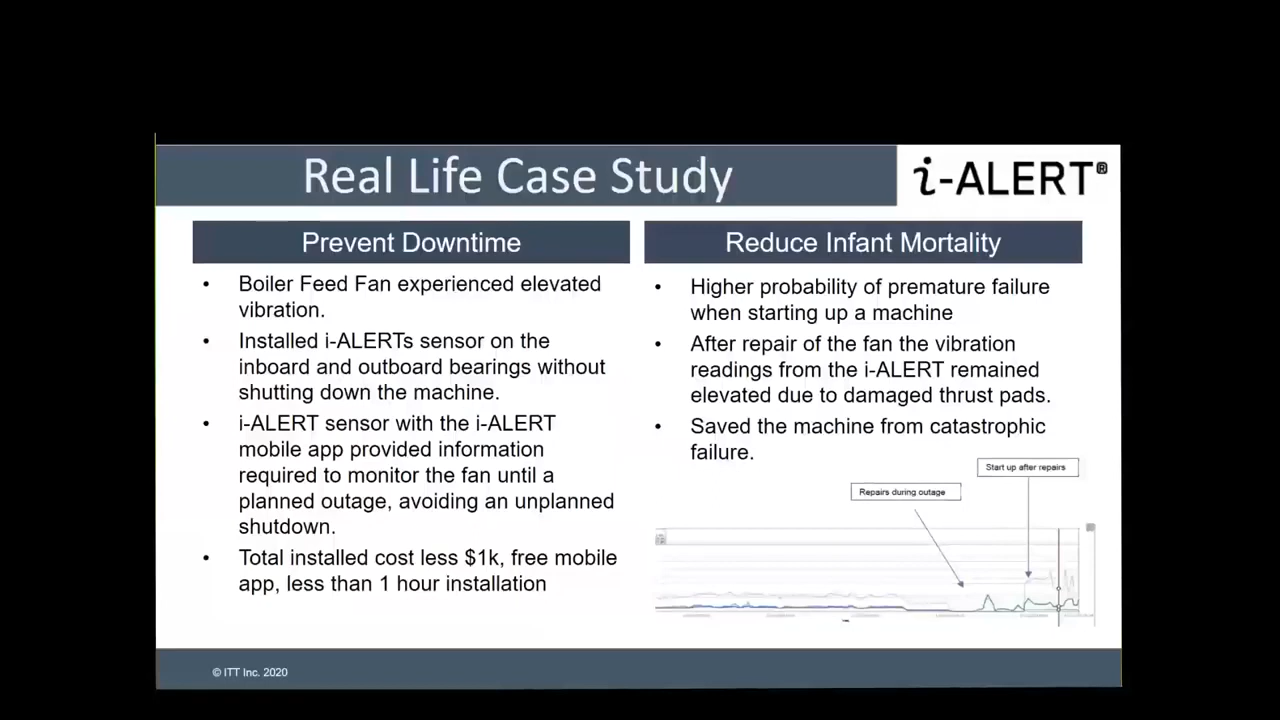 Real Life Case Study
i-ALERT®
Prevent Downtime
• Boiler Feed Fan experienced elevated
vibration.
• Installed i-ALERTs sensor on the
inboard and outboard bearings without
shutting down the machine.
• i-ALERT sensor with the i-ALERT
mobile app provided information
required to monitor the fan until a
planned outage, avoiding an unplanned
shutdown.
• Total installed cost less $1k, free mobile
app, less than 1 hour installation
Reduce Infant Mortality
• Higher probability of premature failure
when starting up a machine
• After repair of the fan the vibration
readings from the i-ALERT remained
elevated due to damaged thrust pads.
• Saved the machine from catastrophic
failure.
Start up after repairs
Repairs during outage
© ITT Inc. 2020